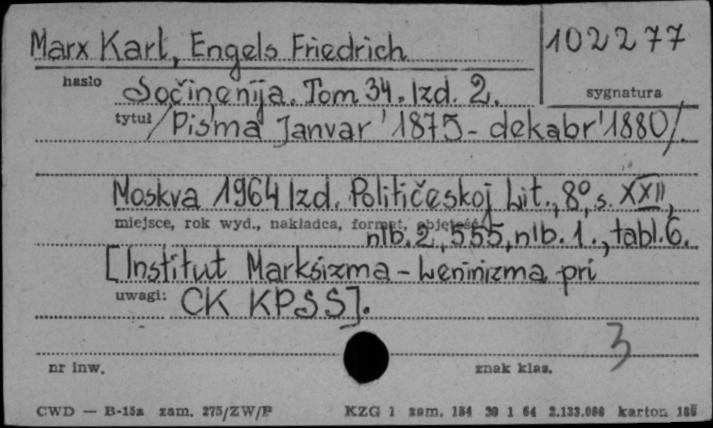 Marx Karl, Engels Friedrich
102277
hasło
Sočinenija. Tom 34. Izd. 2.
sygnatura
tytuł /Pis'ma Janvar' 1875 - dekabr' 1880/.
Moskva 1964 Izd. Političeskoj Lit., 8°, s. XXII,
miejsce, rok wyd., nakładca, format, objętość
nlb. 2, 555, nlb. 1., tabl. 6.
[Institut Marksizma - Leninizma pri
uwagi: CK KPSS].
3
nr inw.
znak klas.
CWD — B-15a zam. 275/ZW/P
KZG 1 zam. 184 20 1 64 2.133.066 karton